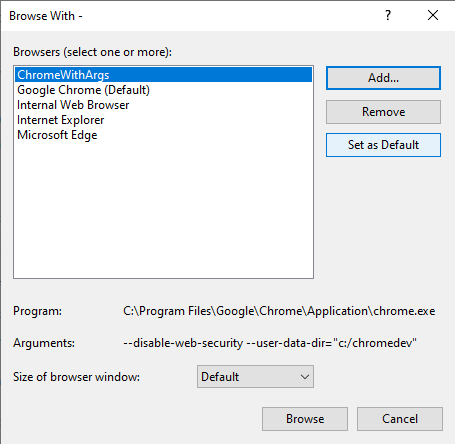 Browse With -
?
Browsers (select one or more):
ChromeWithArgs
Google Chrome (Default)
Internal Web Browser
Internet Explorer
Microsoft Edge
Add...
Remove
Set as Default
Program: C:\Program Files\Google\Chrome\Application\chrome.exe
Arguments: --disable-web-security --user-data-dir="c:/chromedev"
Size of browser window: Default
Browse Cancel